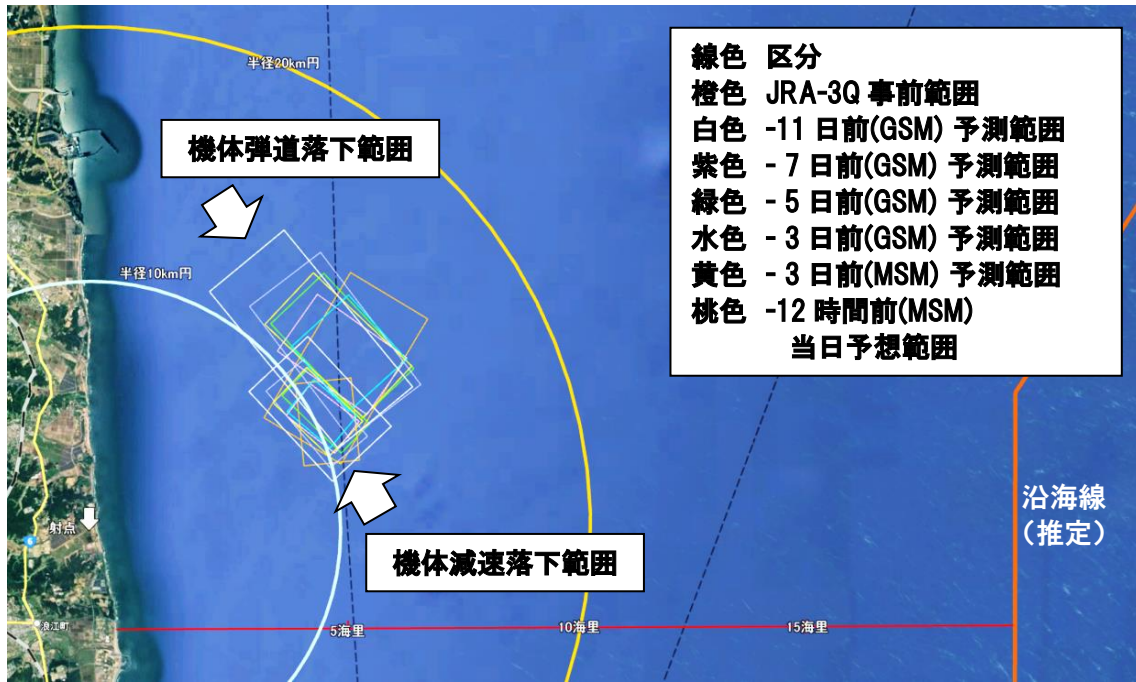 半径20km円
線色 区分
橙色 JRA-3Q 事前範囲
白色 -11 日前(GSM) 予測範囲
紫色 - 7 日前(GSM) 予測範囲
緑色 - 5 日前(GSM) 予測範囲
水色 - 3 日前(GSM) 予測範囲
黄色 - 3 日前(MSM) 予測範囲
桃色 -12 時間前(MSM)
当日予想範囲
機体弾道落下範囲
半径10km円
沿海線
(推定)
射点
6
機体減速落下範囲
浪江町
5海里
10海里
15海里